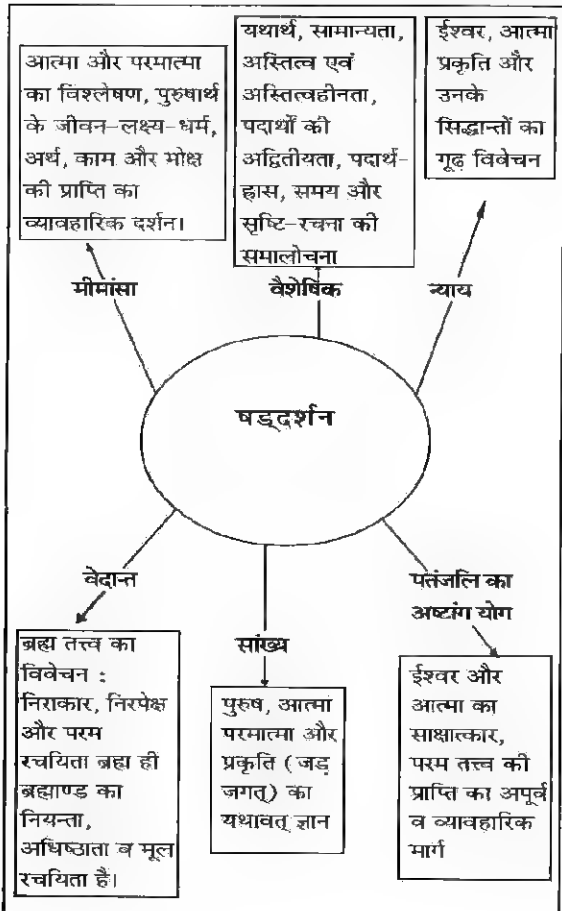 आत्मा और परमात्मा
का विश्लेषण, पुरुषार्थ
के जीवन-लक्ष्य-धर्म,
अर्थ, काम और मोक्ष
की प्राप्ति का
व्यावहारिक दर्शन।
मीमांसा
यथार्थ, सामान्यता,
अस्तित्व एवं
अस्तित्वहीनता,
पदार्थों की
अद्वितीयता, पदार्थ-
ह्रास, समय और
सृष्टि-रचना की
समालोचना
वैशेषिक
ईश्वर, आत्मा
प्रकृति और
उनके
सिद्धान्तों का
गूढ़ विवेचन
न्याय
षड्दर्शन
वेदान्त
ब्रह्म तत्त्व का
विवेचन :
निराकार, निरपेक्ष
और परम
रचयिता ब्रह्म ही
ब्रह्माण्ड का
नियन्ता,
अधिष्ठाता व मूल
रचयिता है।
सांख्य
पुरुष, आत्मा
परमात्मा और
प्रकृति (जड़
जगत्) का
यथावत् ज्ञान
पतंजलि का
अष्टांग योग
ईश्वर और
आत्मा का
साक्षात्कार,
परम तत्त्व की
प्राप्ति का अपूर्व
व व्यावहारिक
मार्ग